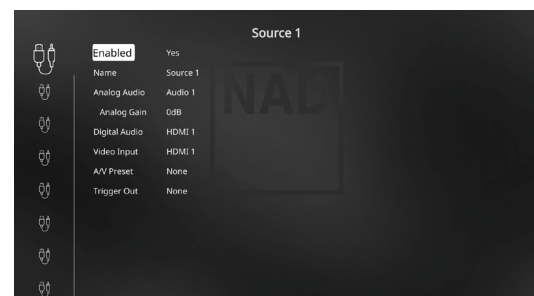 Source 1
Enabled Yes
Name Source 1
Analog Audio Audio 1
Analog Gain 0dB
Digital Audio HDMI 1
Video Input HDMI 1
A/V Preset None
Trigger Out None
NAD